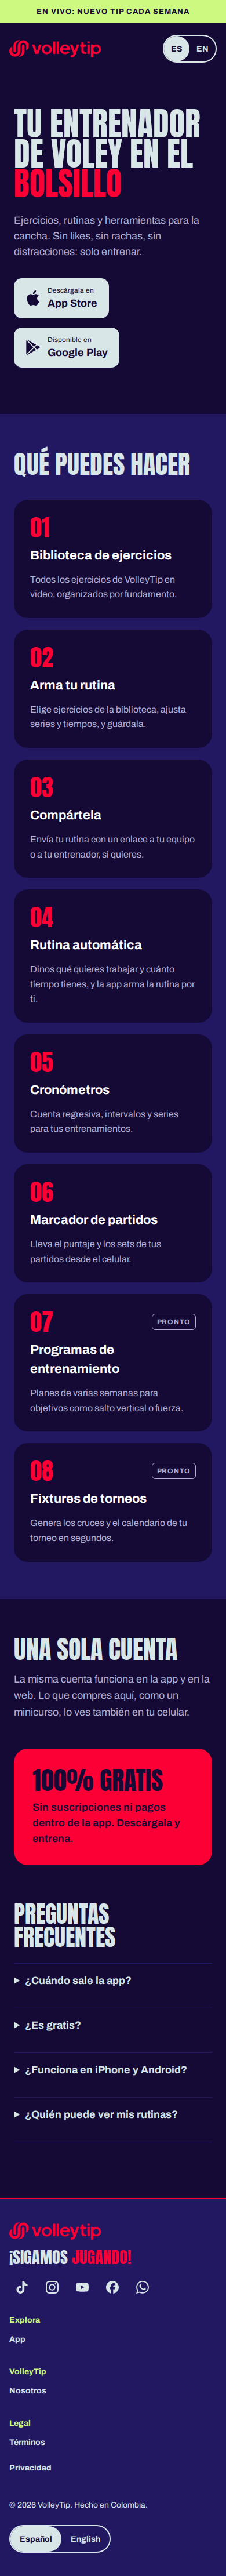 EN VIVO: NUEVO TIP CADA SEMANA
volleytip
ES EN
TU ENTRENADOR
DE VOLEY EN EL
BOLSILLO
Ejercicios, rutinas y herramientas para la
cancha. Sin likes, sin rachas, sin
distracciones: solo entrenar.
Descárgala en
App Store
Disponible en
Google Play
QUÉ PUEDES HACER
01
Biblioteca de ejercicios
Todos los ejercicios de VolleyTip en
video, organizados por fundamento.
02
Arma tu rutina
Elige ejercicios de la biblioteca, ajusta
series y tiempos, y guárdala.
03
Compártela
Envía tu rutina con un enlace a tu equipo
o a tu entrenador, si quieres.
04
Rutina automática
Dinos qué quieres trabajar y cuánto
tiempo tienes, y la app arma la rutina por
ti.
05
Cronómetros
Cuenta regresiva, intervalos y series
para tus entrenamientos.
06
Marcador de partidos
Lleva el puntaje y los sets de tus
partidos desde el celular.
07
PRONTO
Programas de
entrenamiento
Planes de varias semanas para
objetivos como salto vertical o fuerza.
08
PRONTO
Fixtures de torneos
Genera los cruces y el calendario de tu
torneo en segundos.
UNA SOLA CUENTA
La misma cuenta funciona en la app y en la
web. Lo que compres aquí, como un
minicurso, lo ves también en tu celular.
100% GRATIS
Sin suscripciones ni pagos
dentro de la app. Descárgala y
entrena.
PREGUNTAS
FRECUENTES
¿Cuándo sale la app?
¿Es gratis?
¿Funciona en iPhone y Android?
¿Quién puede ver mis rutinas?
volleytip
¡SIGAMOS JUGANDO!
Explora
App
VolleyTip
Nosotros
Legal
Términos
Privacidad
© 2026 VolleyTip. Hecho en Colombia.
Español English